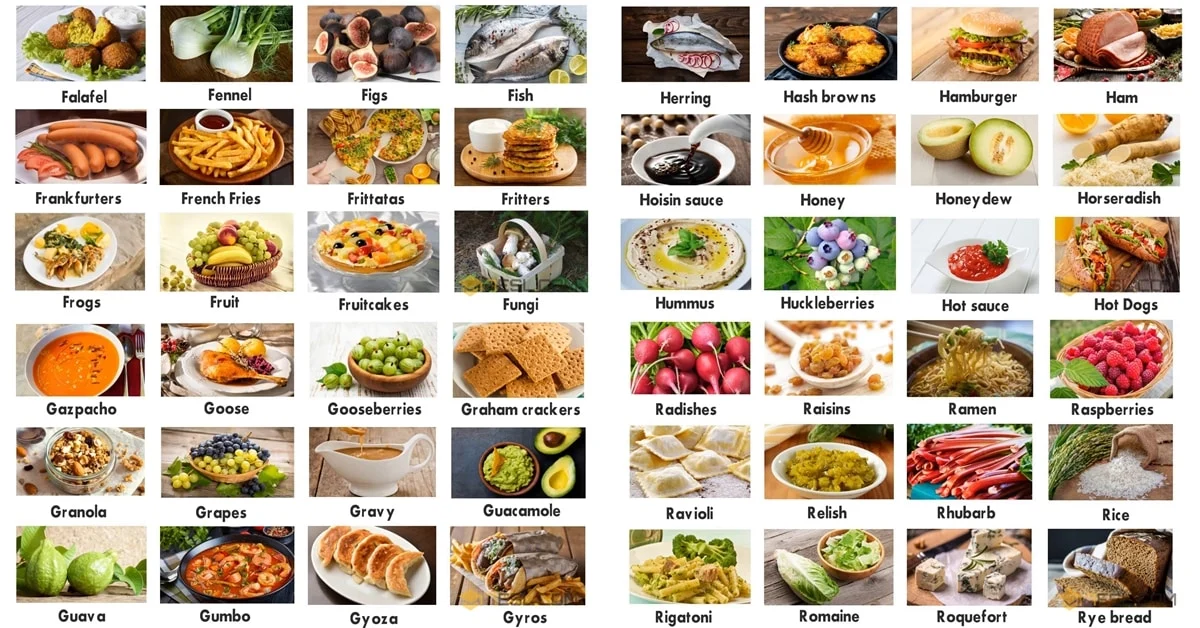 Falafel
Fennel
Figs
Fish
Frankfurters
French Fries
Frittatas
Fritters
Frogs
Fruit
Fruitcakes
Fungi
Gazpacho
Goose
Gooseberries
Graham crackers
Granola
Grapes
Gravy
Guacamole
Guava
Gumbo
Gyoza
Gyros
Herring
Hash browns
Hamburger
Ham
Hoisin sauce
Honey
Honeydew
Horseradish
Hummus
Huckleberries
Hot sauce
Hot Dogs
Radishes
Raisins
Ramen
Raspberries
Ravioli
Relish
Rhubarb
Rice
Rigatoni
Romaine
Roquefort
Rye bread